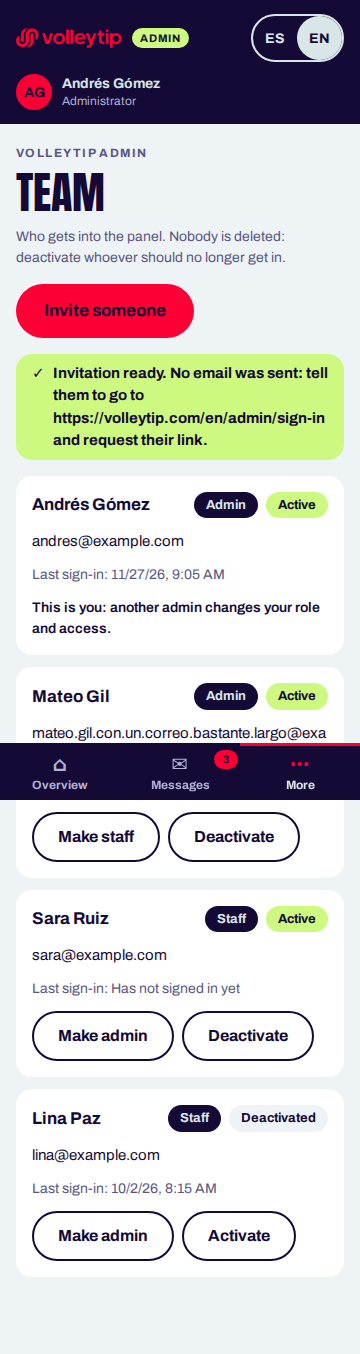 volleytip ADMIN ES EN
AG Andrés Gómez
Administrator
VOLLEYTIP ADMIN
TEAM
Who gets into the panel. Nobody is deleted:
deactivate whoever should no longer get in.
Invite someone
✓ Invitation ready. No email was sent: tell
them to go to
https://volleytip.com/en/admin/sign-in
and request their link.
Andrés Gómez Admin Active
andres@example.com
Last sign-in: 11/27/26, 9:05 AM
This is you: another admin changes your role
and access.
Mateo Gil Admin Active
mateo.gil.con.un.correo.bastante.largo@exa
3
Overview Messages More
Make staff Deactivate
Sara Ruiz Staff Active
sara@example.com
Last sign-in: Has not signed in yet
Make admin Deactivate
Lina Paz Staff Deactivated
lina@example.com
Last sign-in: 10/2/26, 8:15 AM
Make admin Activate